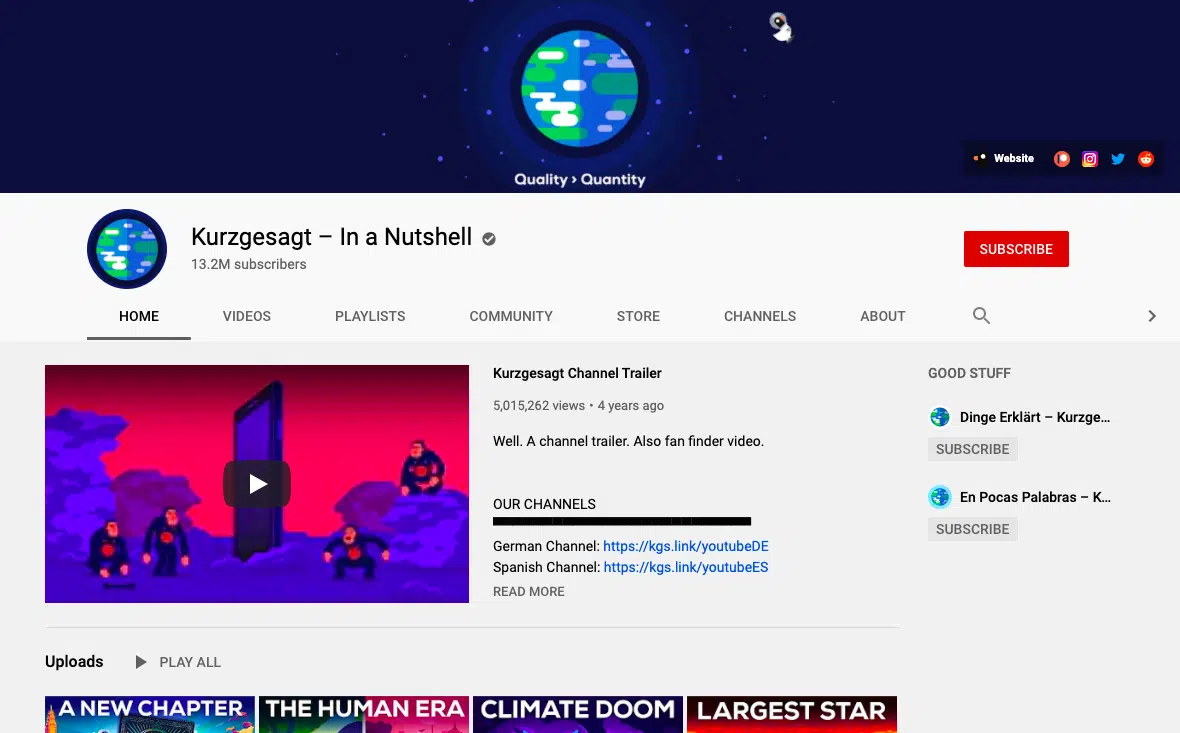 Quality > Quantity
Website
Kurzgesagt – In a Nutshell
13.2M subscribers
SUBSCRIBE
HOME VIDEOS PLAYLISTS COMMUNITY STORE CHANNELS ABOUT
Kurzgesagt Channel Trailer
5,015,262 views • 4 years ago
Well. A channel trailer. Also fan finder video.
OUR CHANNELS
German Channel: https://kgs.link/youtubeDE
Spanish Channel: https://kgs.link/youtubeES
READ MORE
GOOD STUFF
Dinge Erklärt – Kurzge...
SUBSCRIBE
En Pocas Palabras – K...
SUBSCRIBE
Uploads PLAY ALL
A NEW CHAPTER
THE HUMAN ERA
CLIMATE DOOM
LARGEST STAR